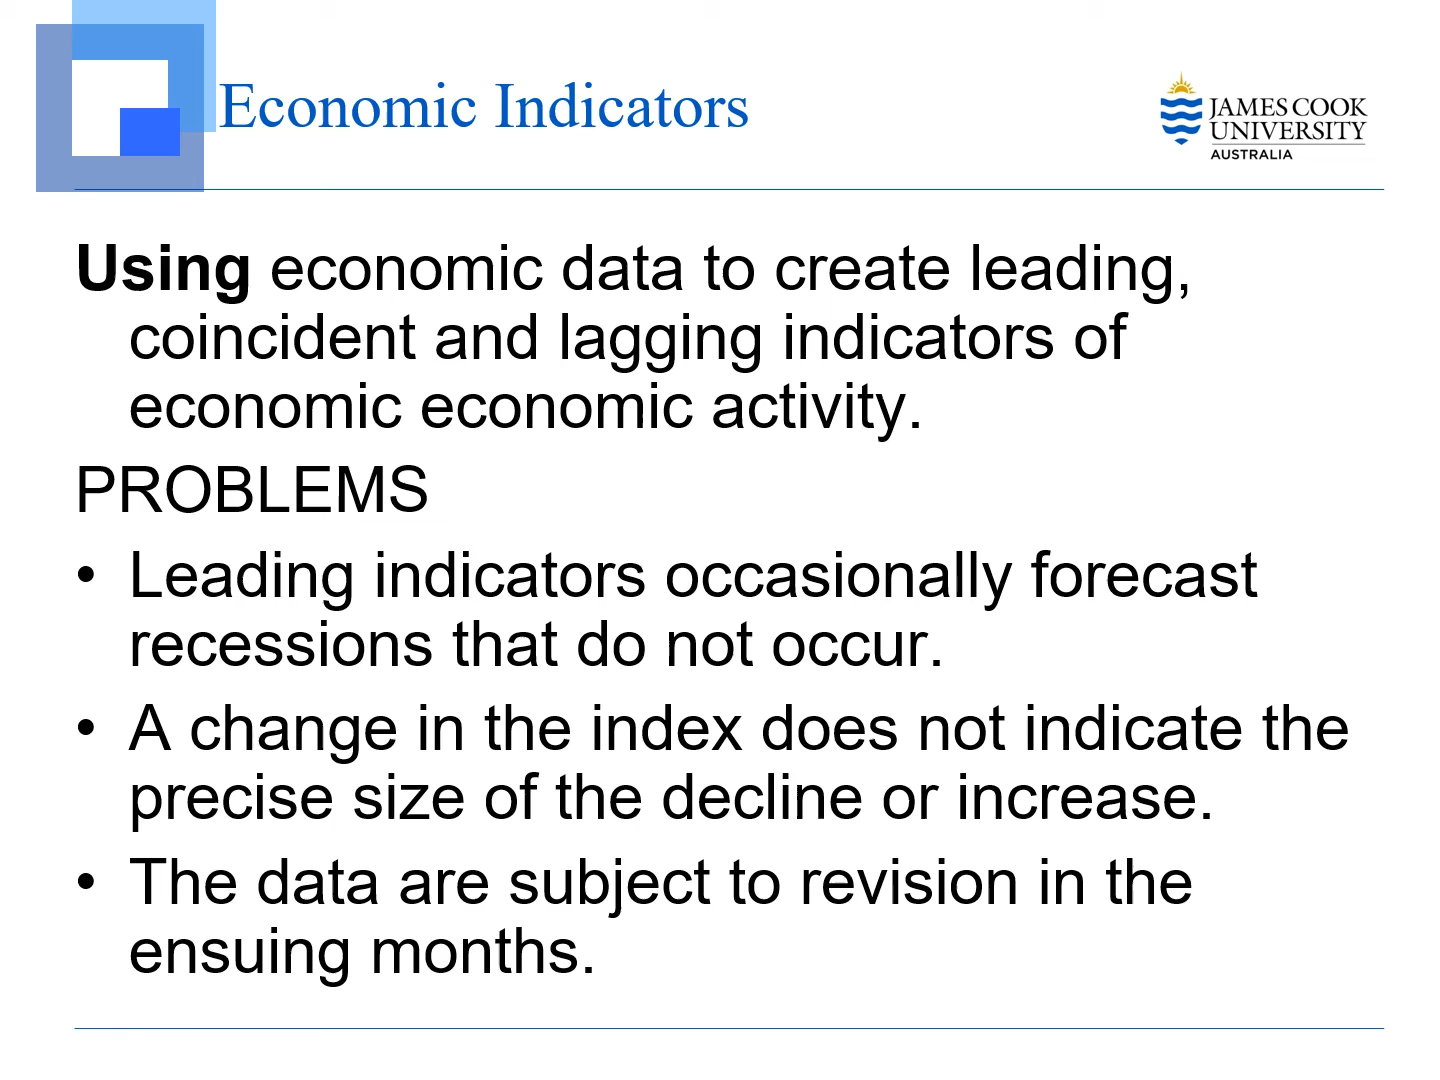 Economic Indicators
JAMES COOK
UNIVERSITY
AUSTRALIA
Using economic data to create leading,
coincident and lagging indicators of
economic economic activity.
PROBLEMS
• Leading indicators occasionally forecast
recessions that do not occur.
• A change in the index does not indicate the
precise size of the decline or increase.
• The data are subject to revision in the
ensuing months.